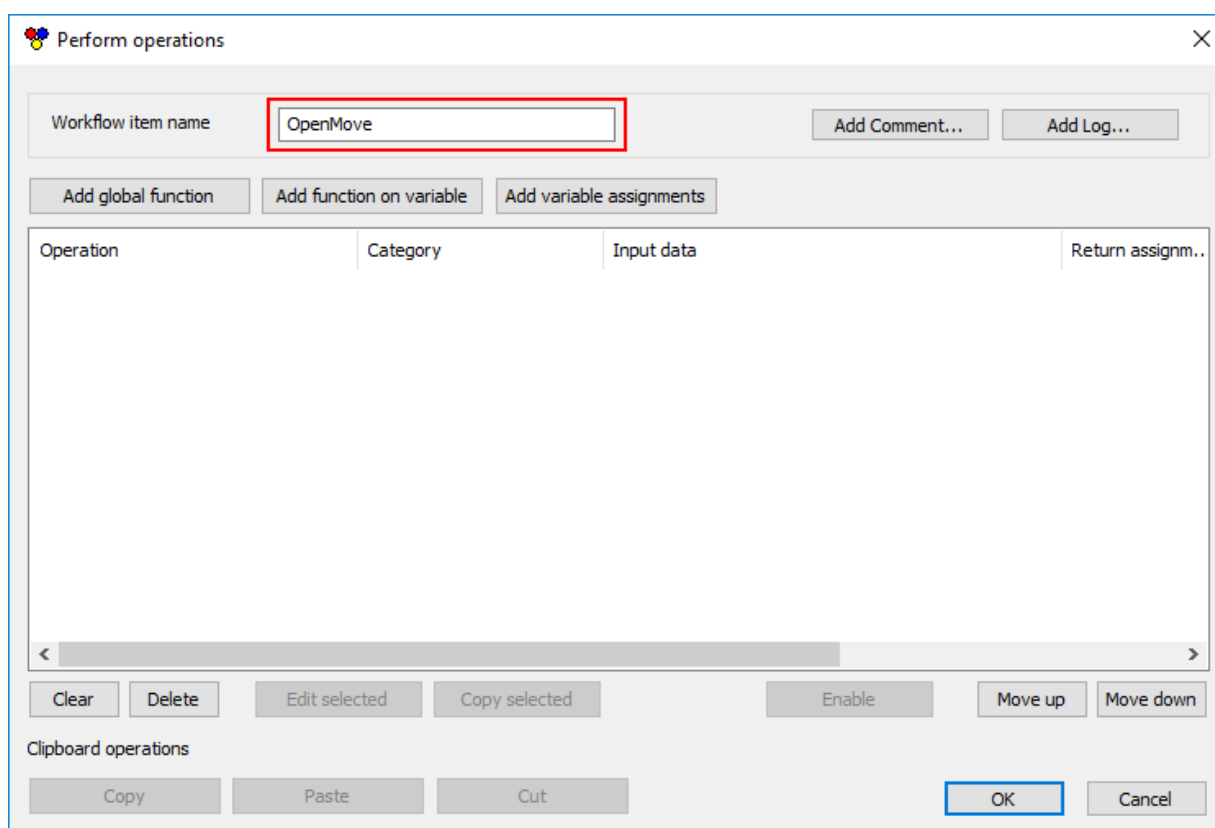 Perform operations
Workflow item name OpenMove Add Comment... Add Log...
Add global function Add function on variable Add variable assignments
Operation Category Input data Return assignm..
Clear Delete Edit selected Copy selected Enable Move up Move down
Clipboard operations
Copy Paste Cut OK Cancel